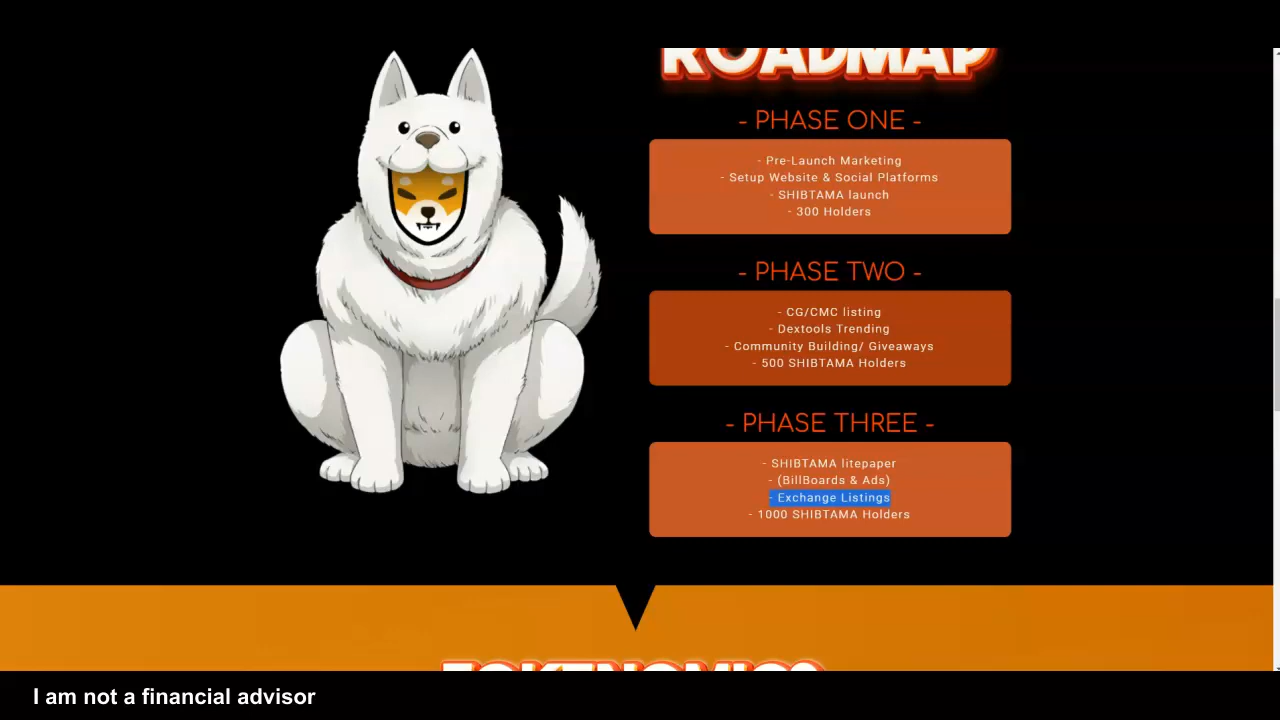 ROADMAP
- PHASE ONE -
- Pre-Launch Marketing
- Setup Website & Social Platforms
- SHIBTAMA launch
- 300 Holders
- PHASE TWO -
- CG/CMC listing
- Dextools Trending
- Community Building/ Giveaways
- 500 SHIBTAMA Holders
- PHASE THREE -
- SHIBTAMA litepaper
- (BillBoards & Ads)
- Exchange Listings
- 1000 SHIBTAMA Holders
TOKENOMICS
I am not a financial advisor